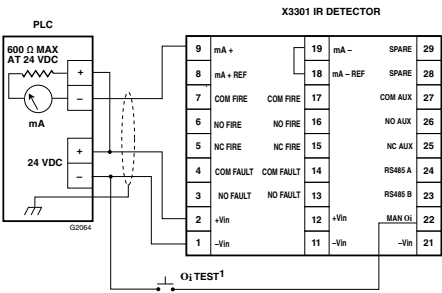 X3301 IR DETECTOR
PLC
600 Ω MAX
AT 24 VDC
+
–
mA
24 VDC
+
–
G2064
9 mA + 19 mA – SPARE 29
8 mA + REF 18 mA – REF SPARE 28
7 COM FIRE COM FIRE 17 COM AUX 27
6 NO FIRE NO FIRE 16 NO AUX 26
5 NC FIRE NC FIRE 15 NC AUX 25
4 COM FAULT COM FAULT 14 RS485 A 24
3 NO FAULT NO FAULT 13 RS485 B 23
2 +Vin 12 +Vin MAN Oi 22
1 –Vin 11 –Vin –Vin 21
Oi TEST1